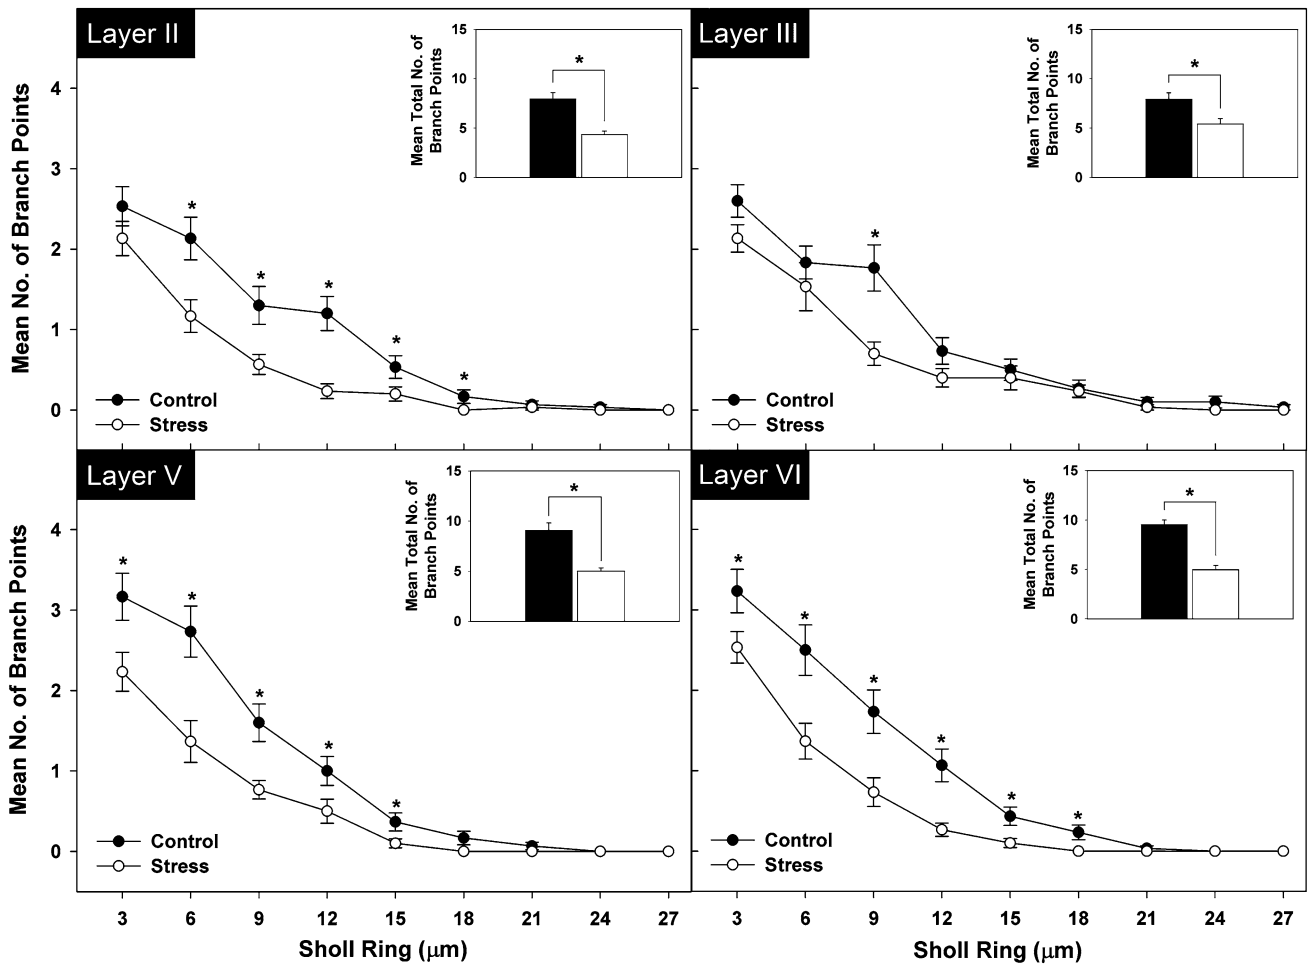 Layer II
Mean No. of Branch Points
4
3
2
1
0
Mean Total No. of
Branch Points
15
10
5
0
*
* * * * *
Control
Stress
Layer III
Mean Total No. of
Branch Points
15
10
5
0
*
*
Control
Stress
Layer V
Mean No. of Branch Points
4
3
2
1
0
Mean Total No. of
Branch Points
15
10
5
0
*
* * * * *
Control
Stress
3 6 9 12 15 18 21 24 27
Sholl Ring (μm)
Layer VI
Mean Total No. of
Branch Points
15
10
5
0
*
* * * * * *
Control
Stress
3 6 9 12 15 18 21 24 27
Sholl Ring (μm)